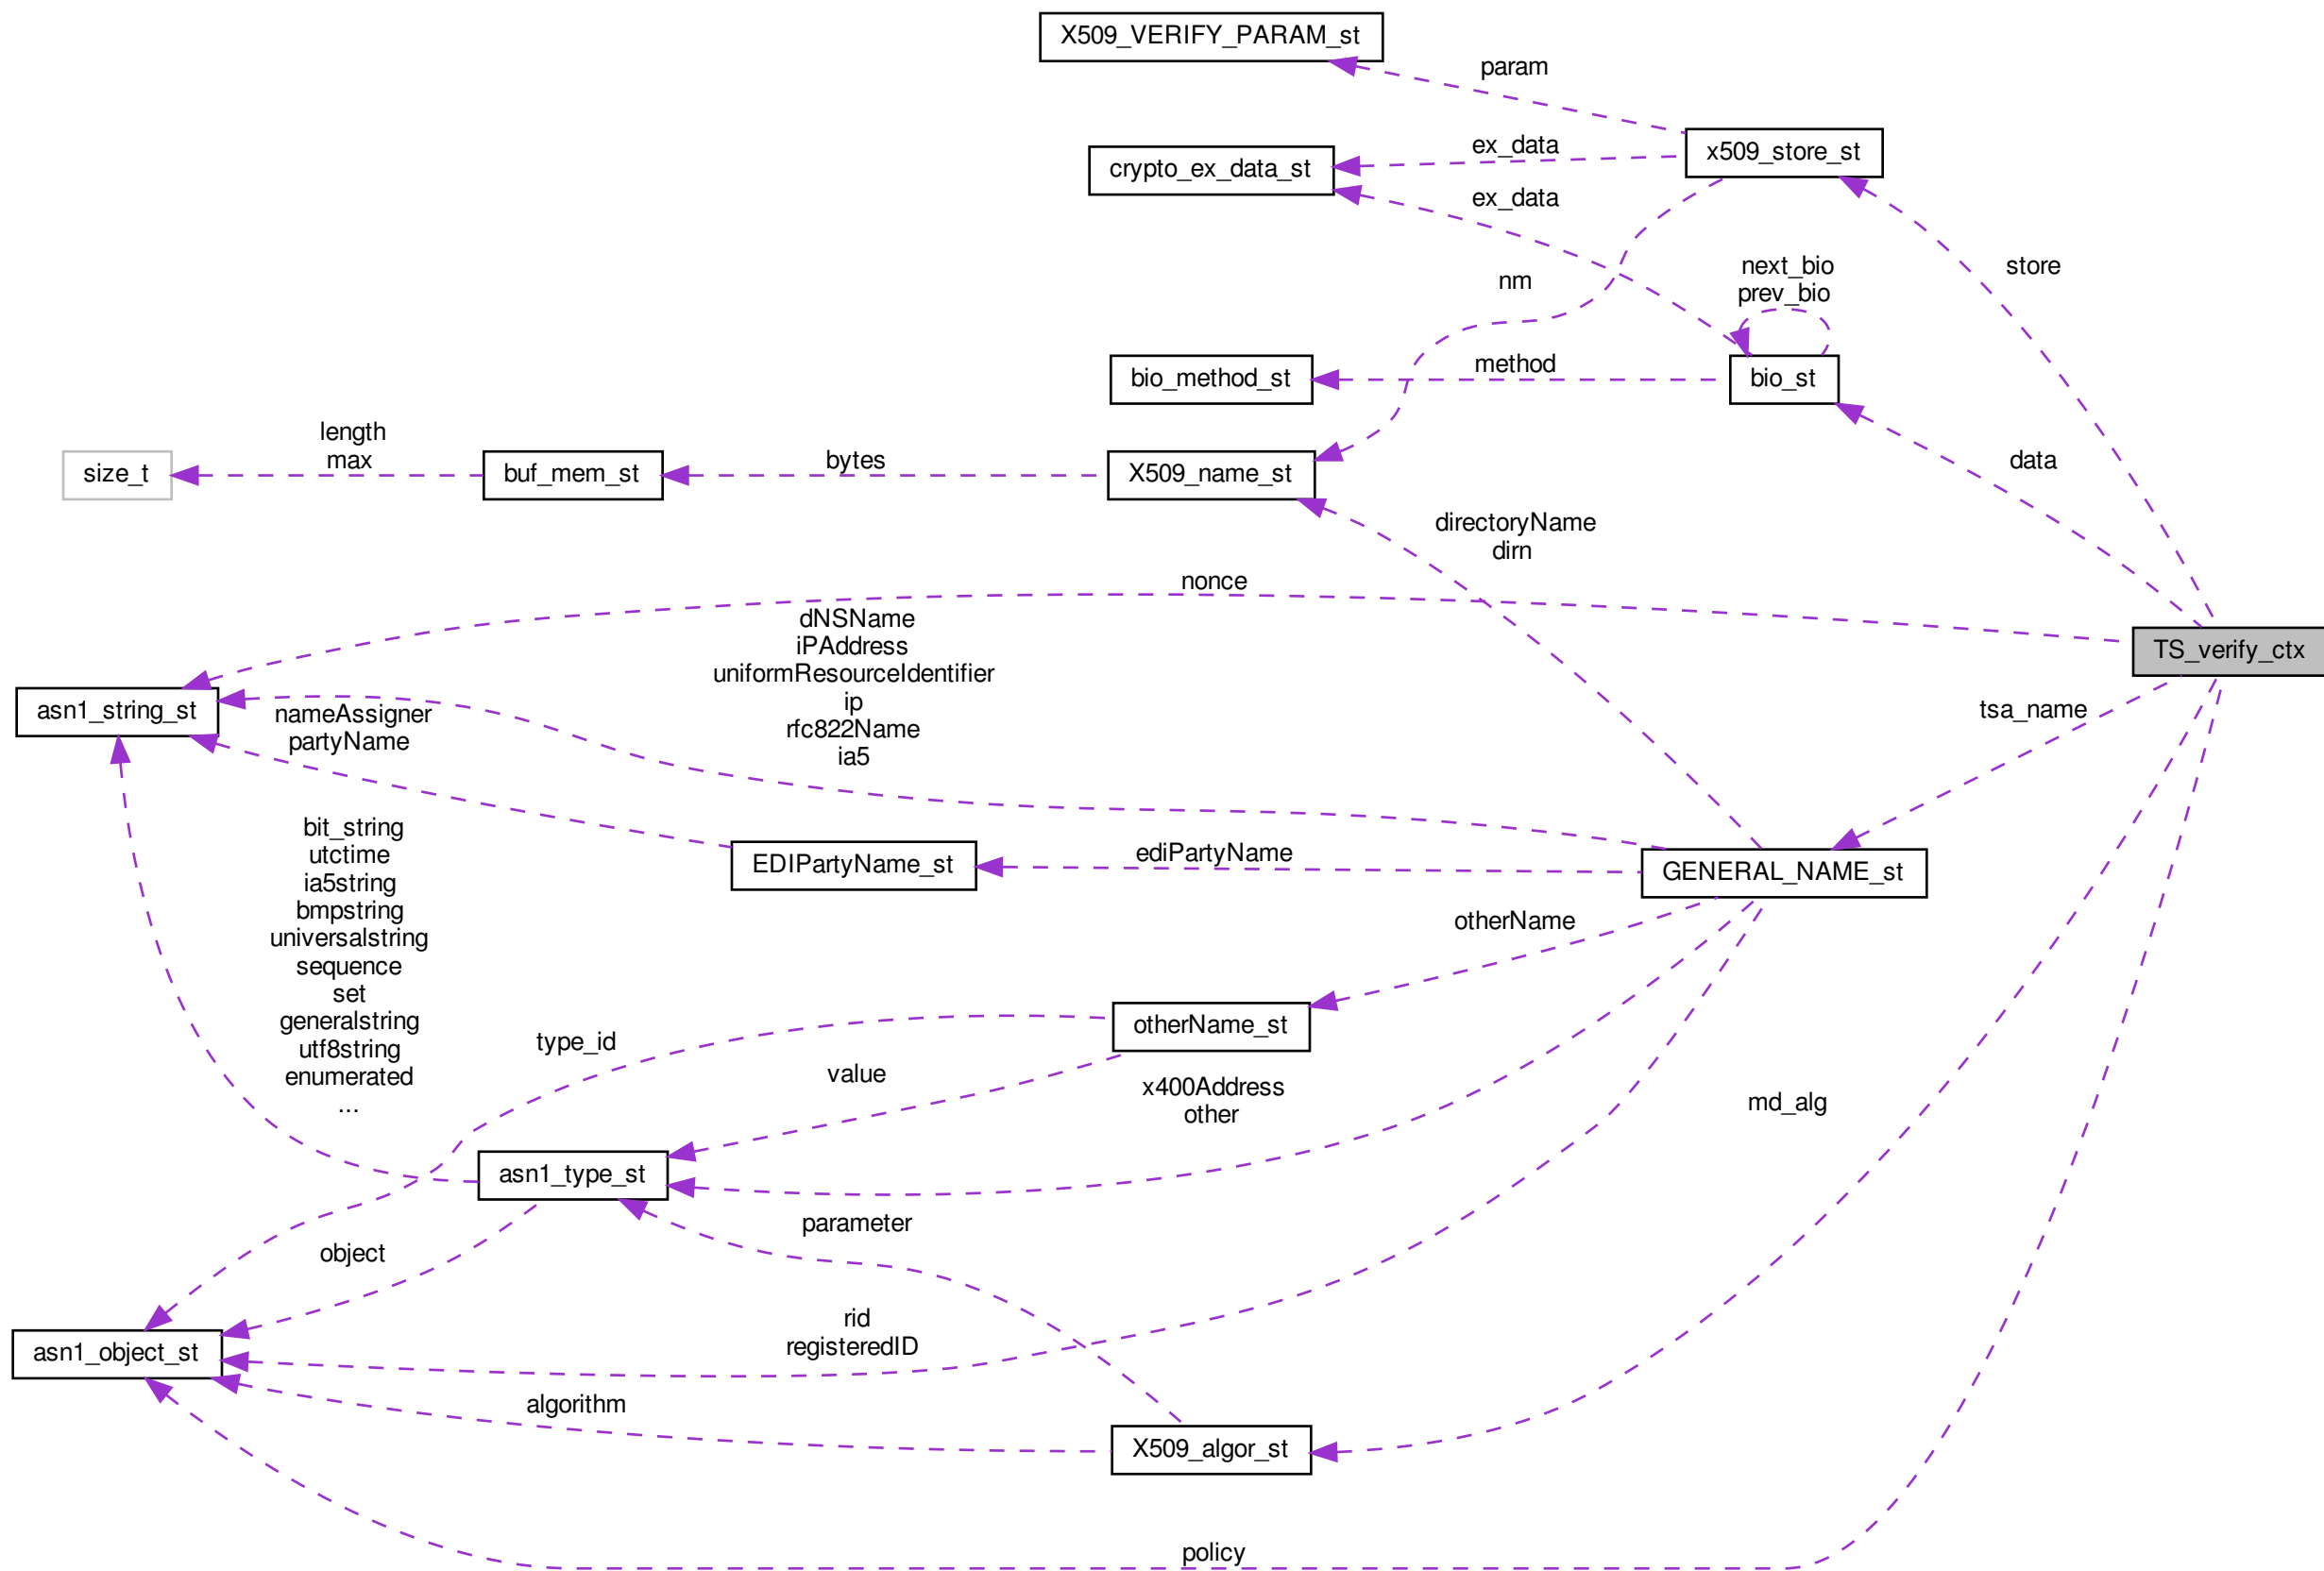 X509_VERIFY_PARAM_st
param
x509_store_st
ex_data
crypto_ex_data_st
ex_data
next_bio
prev_bio
store
nm
bio_method_st
method
bio_st
length
max
size_t
buf_mem_st
bytes
X509_name_st
data
directoryName
dirn
nonce
dNSName
iPAddress
uniformResourceIdentifier
ip
rfc822Name
ia5
TS_verify_ctx
asn1_string_st
nameAssigner
partyName
tsa_name
bit_string
utctime
ia5string
bmpstring
universalstring
sequence
set
generalstring
utf8string
enumerated
...
EDIPartyName_st
ediPartyName
GENERAL_NAME_st
otherName
otherName_st
type_id
value
x400Address
other
md_alg
asn1_type_st
parameter
object
rid
registeredID
asn1_object_st
algorithm
X509_algor_st
policy